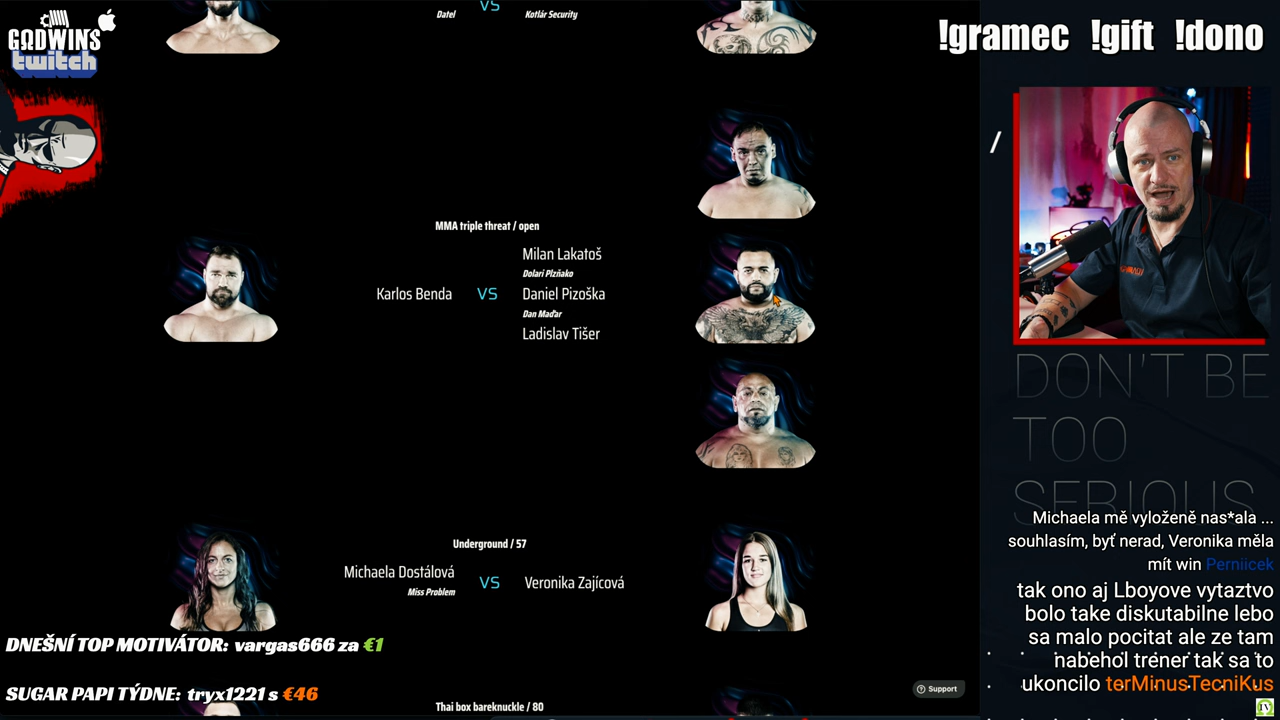 GΩDWINS
twitch
Datel
VS
Kotlár Security
!gramec !gift !dono
/
MMA triple threat / open
Karlos Benda
VS
Milan Lakatoš
Dolari Plzňako
Daniel Pizoška
Dan Maďar
Ladislav Tišer
DON'T BE
TOO
SERIOUS
Underground / 57
Michaela Dostálová
Miss Problem
VS
Veronika Zajícová
Michaela mě vyloženě nas*ala ...
souhlasím, byť nerad, Veronika měla
mít win Perniicek
tak ono aj Lboyove vytaztvo
bolo take diskutabilne lebo
sa malo pocitat ale ze tam
nabehol trener tak sa to
ukoncilo terMinusTecniKus
DNEŠNÍ TOP MOTIVÁTOR: vargas666 za €1
SUGAR PAPI TÝDNE: tryx1221 s €46
Support
Thai box bareknuckle / 80